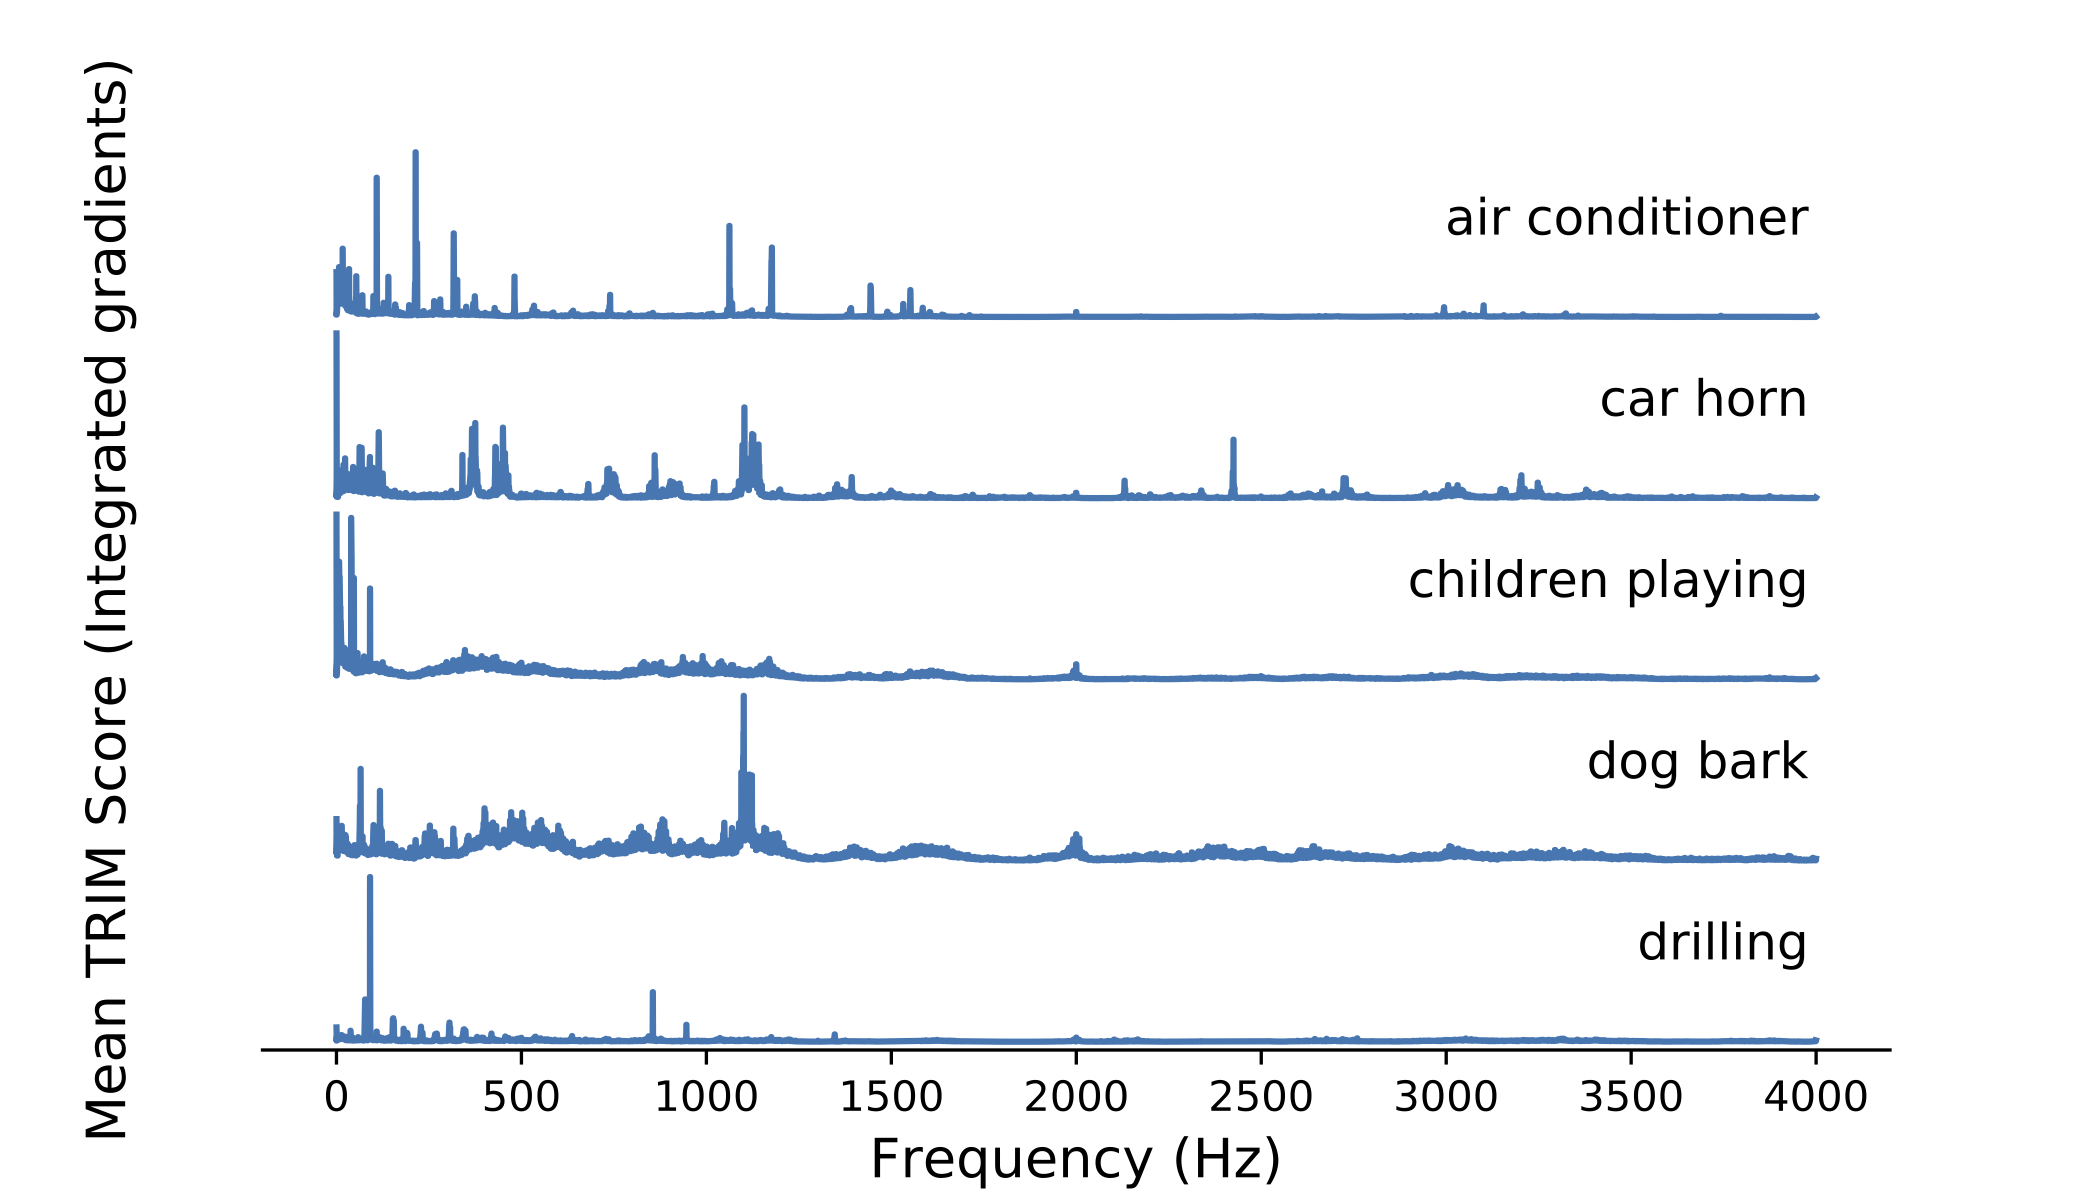 Mean TRIM Score (Integrated gradients)
air conditioner
car horn
children playing
dog bark
drilling
0 500 1000 1500 2000 2500 3000 3500 4000
Frequency (Hz)